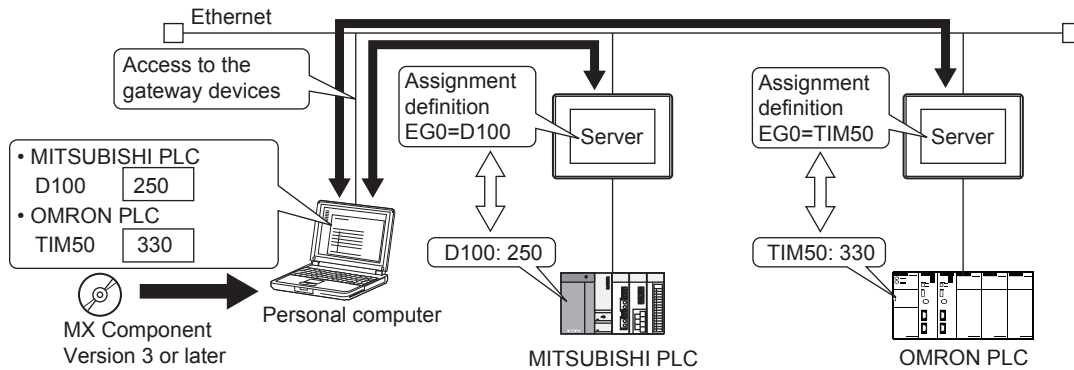 Ethernet
Access to the
gateway devices
Assignment
definition
EG0=D100
Server
Assignment
definition
EG0=TIM50
Server
• MITSUBISHI PLC
D100 250
• OMRON PLC
TIM50 330
D100: 250
TIM50: 330
Personal computer
MX Component
Version 3 or later
MITSUBISHI PLC
OMRON PLC